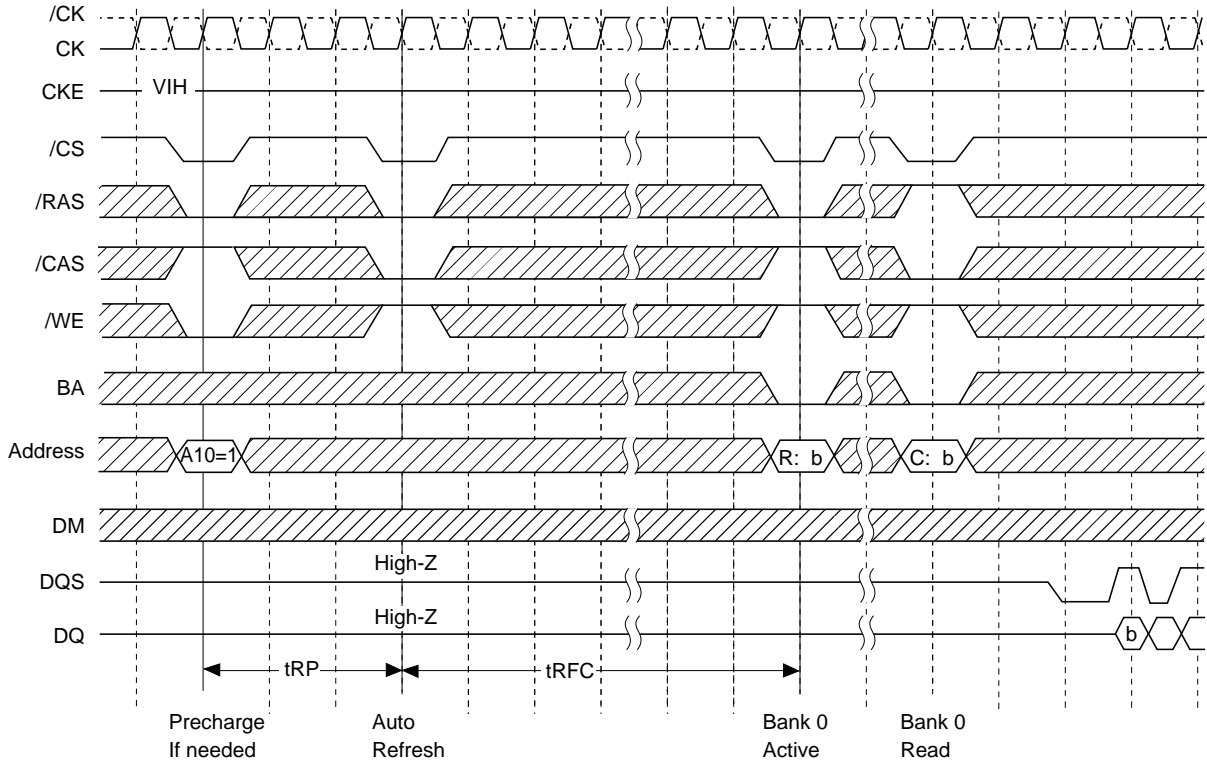 /CK
CK
CKE VIH
/CS
/RAS
/CAS
/WE
BA
Address A10=1 R: b C: b
DM
High-Z
DQS
High-Z
DQ b
tRP tRFC
Precharge Auto Bank 0 Bank 0
If needed Refresh Active Read